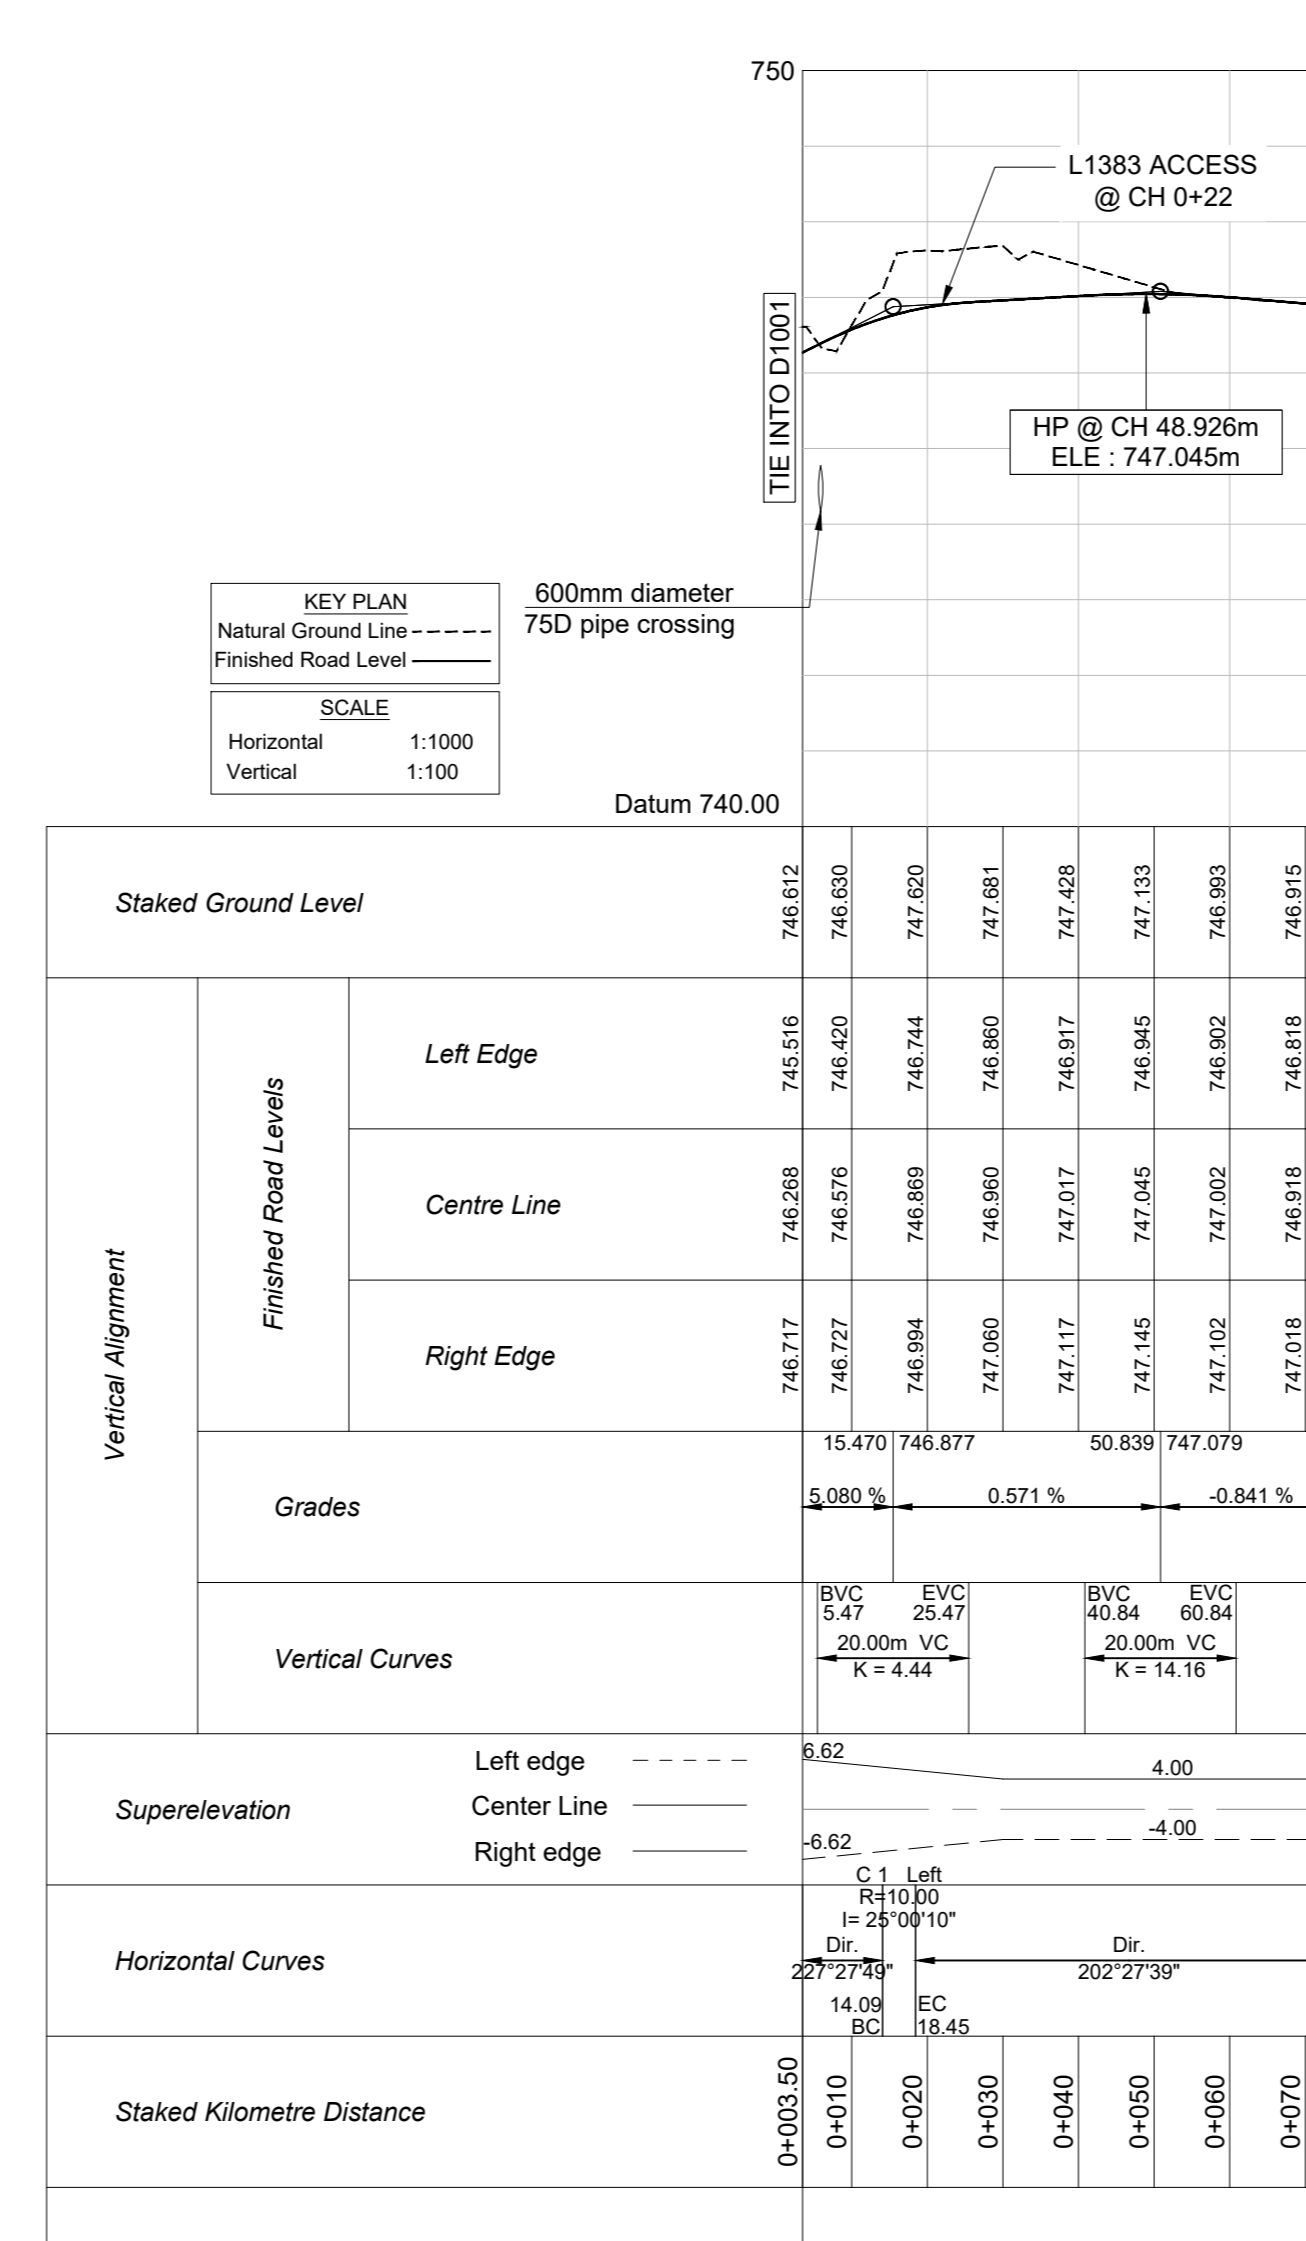 750
L1383 ACCESS
@ CH 0+22
TIE INTO D1001
HP @ CH 48.926m
ELE : 747.045m
600mm diameter
75D pipe crossing
KEY PLAN
Natural Ground Line
Finished Road Level
SCALE
Horizontal 1:1000
Vertical 1:100
Datum 740.00
Staked Ground Level 746.612 746.630 747.620 747.681 747.428 747.133 746.993 746.915
Vertical Alignment
Finished Road Levels
Left Edge 745.516 746.420 746.744 746.860 746.917 746.945 746.902 746.818
Centre Line 746.268 746.576 746.869 746.960 747.017 747.045 747.002 746.918
Right Edge 746.717 746.727 746.994 747.060 747.117 747.145 747.102 747.018
15.470 746.877 50.839 747.079
Grades 5.080 % 0.571 % -0.841 %
BVC EVC BVC EVC
5.47 25.47 40.84 60.84
Vertical Curves 20.00m VC 20.00m VC
K = 4.44 K = 14.16
Superelevation
Left edge
Center Line
Right edge
6.62 4.00
-6.62 -4.00
C 1 Left
R=10.00
I= 25°00'10"
Horizontal Curves
Dir. Dir.
227°27'49" 202°27'39"
14.09 EC
BC 18.45
Staked Kilometre Distance 0+003.50 0+010 0+020 0+030 0+040 0+050 0+060 0+070